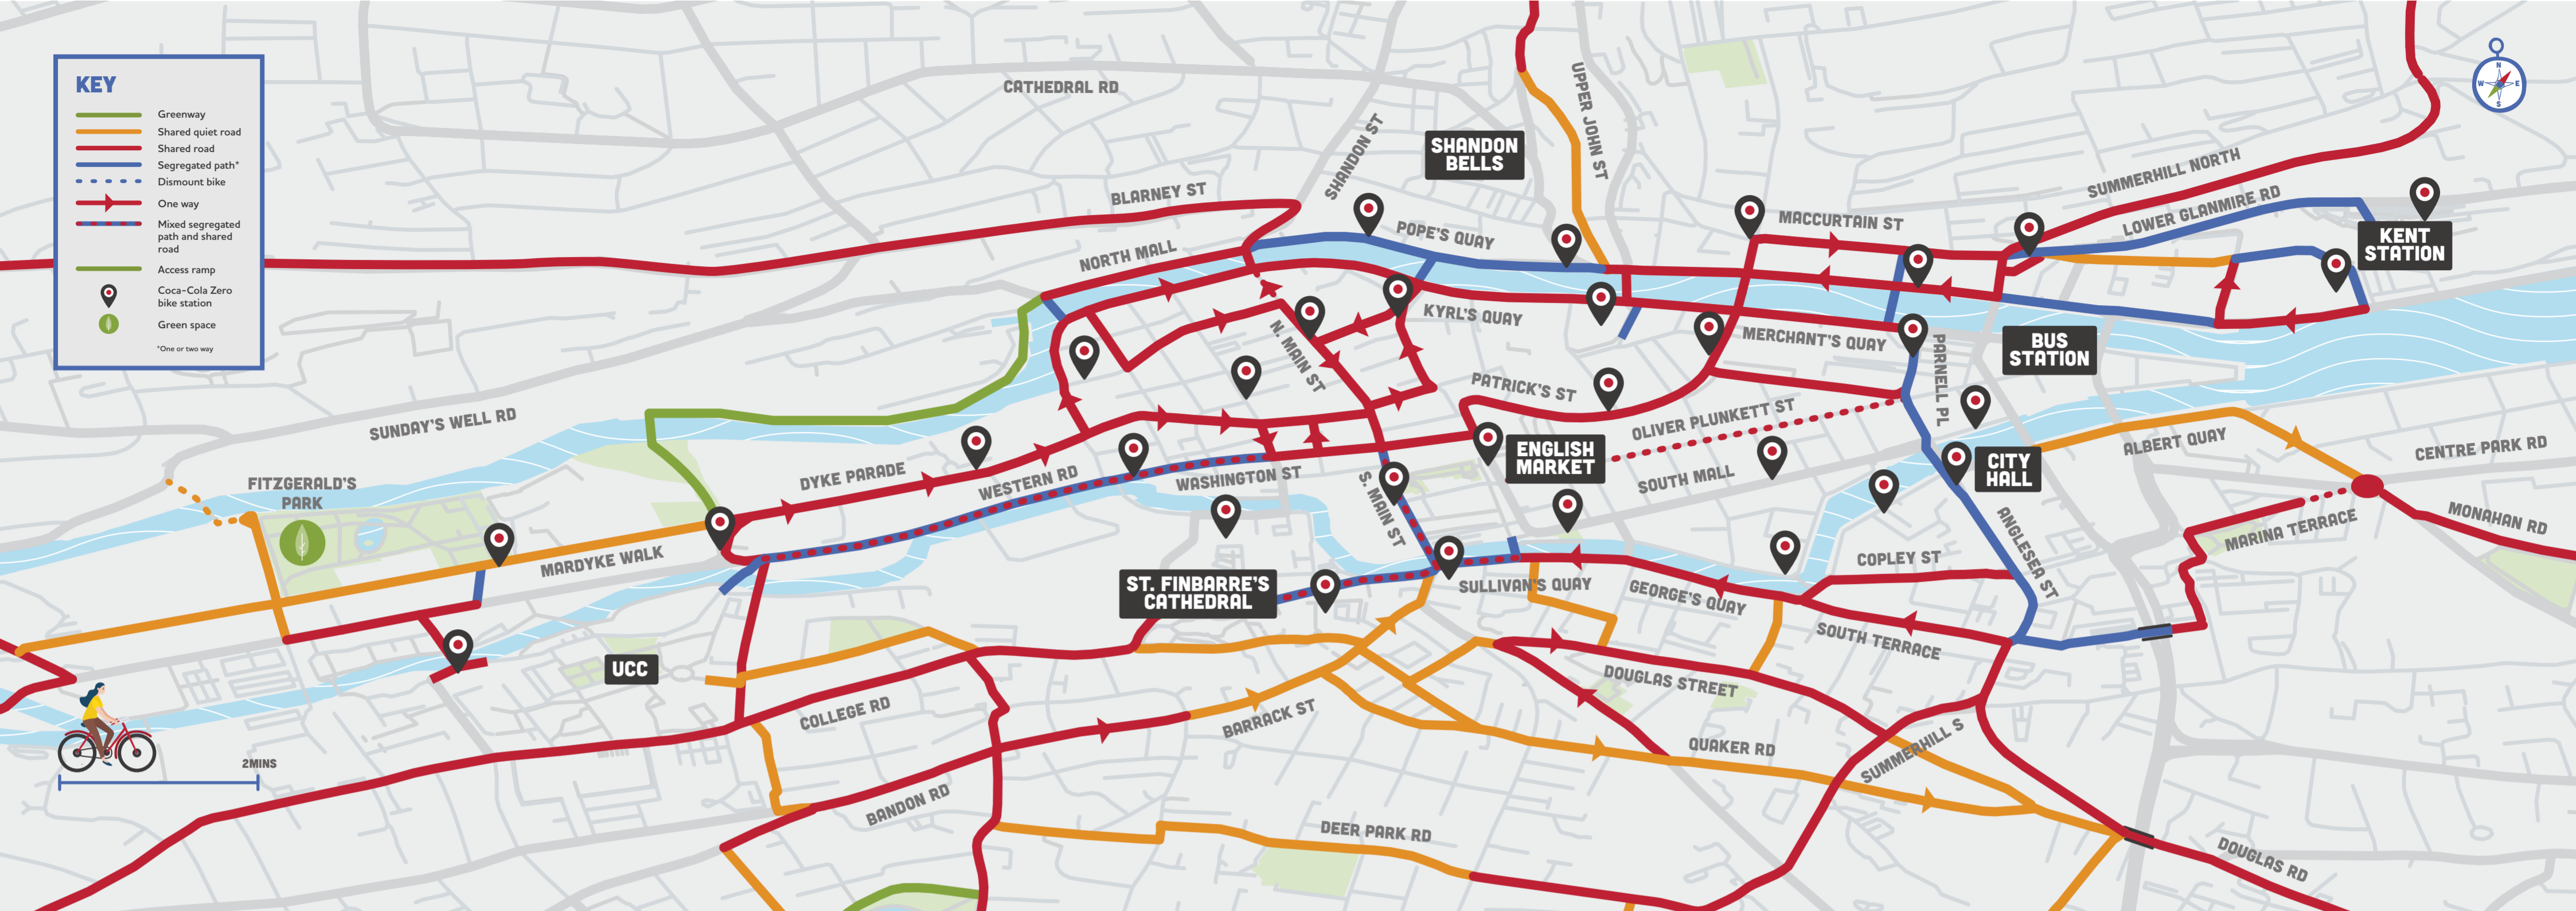 KEY
Greenway
Shared quiet road
Shared road
Segregated path*
Dismount bike
One way
Mixed segregated
path and shared
road
Access ramp
Coca-Cola Zero
bike station
Green space
*One or two way
N
W
E
S
CATHEDRAL RD
UPPER JOHN ST
SHANDON ST
SHANDON
BELLS
BLARNEY ST
SUMMERHILL NORTH
LOWER GLANMIRE RD
MACCURTAIN ST
POPE'S QUAY
NORTH MALL
KENT
STATION
KYRL'S QUAY
MERCHANT'S QUAY
BUS
STATION
N. MAIN ST
PARNELL PL
PATRICK'S ST
OLIVER PLUNKETT ST
SUNDAY'S WELL RD
ENGLISH
MARKET
ALBERT QUAY
CENTRE PARK RD
CITY
HALL
SOUTH MALL
DYKE PARADE
WESTERN RD
WASHINGTON ST
FITZGERALD'S
PARK
S. MAIN ST
ANGLESEA ST
MONAHAN RD
MARINA TERRACE
MARDYKE WALK
COPLEY ST
ST. FINBARRE'S
CATHEDRAL
SULLIVAN'S QUAY
GEORGE'S QUAY
SOUTH TERRACE
UCC
DOUGLAS STREET
COLLEGE RD
BARRACK ST
QUAKER RD
SUMMERHILL S
2MINS
BANDON RD
DEER PARK RD
DOUGLAS RD